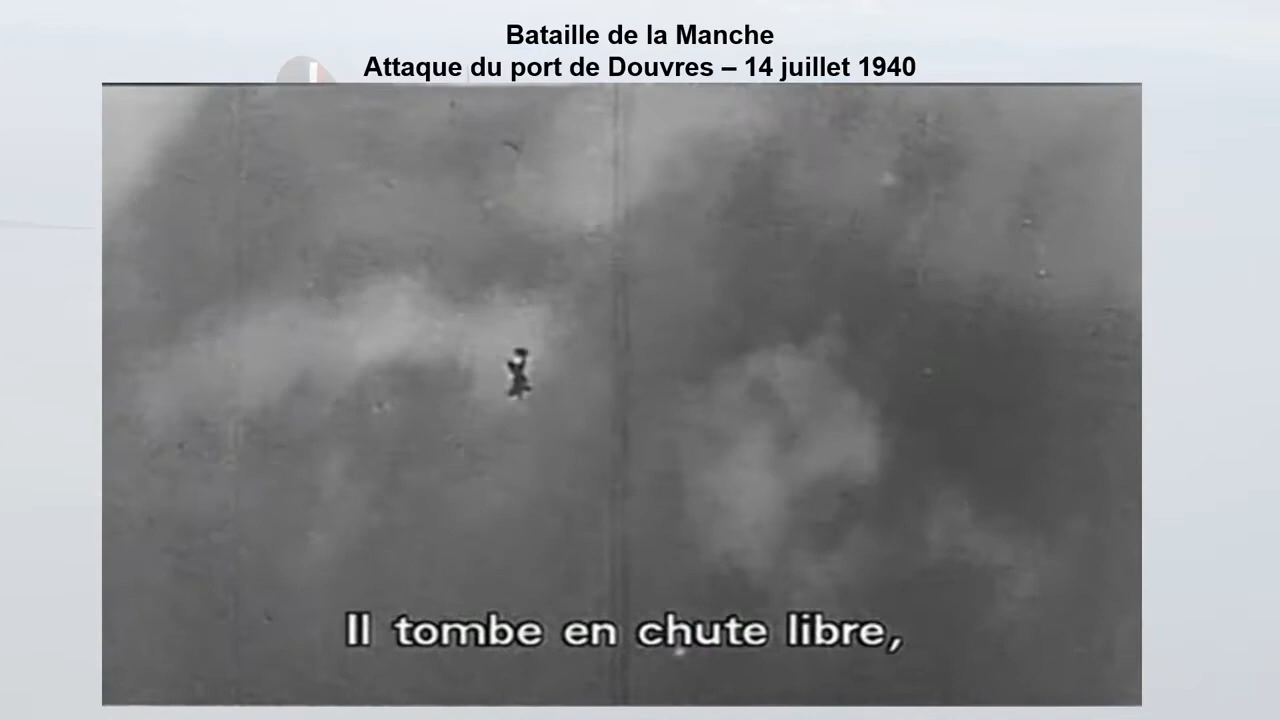 Bataille de la Manche
Attaque du port de Douvres – 14 juillet 1940
Il tombe en chute libre,